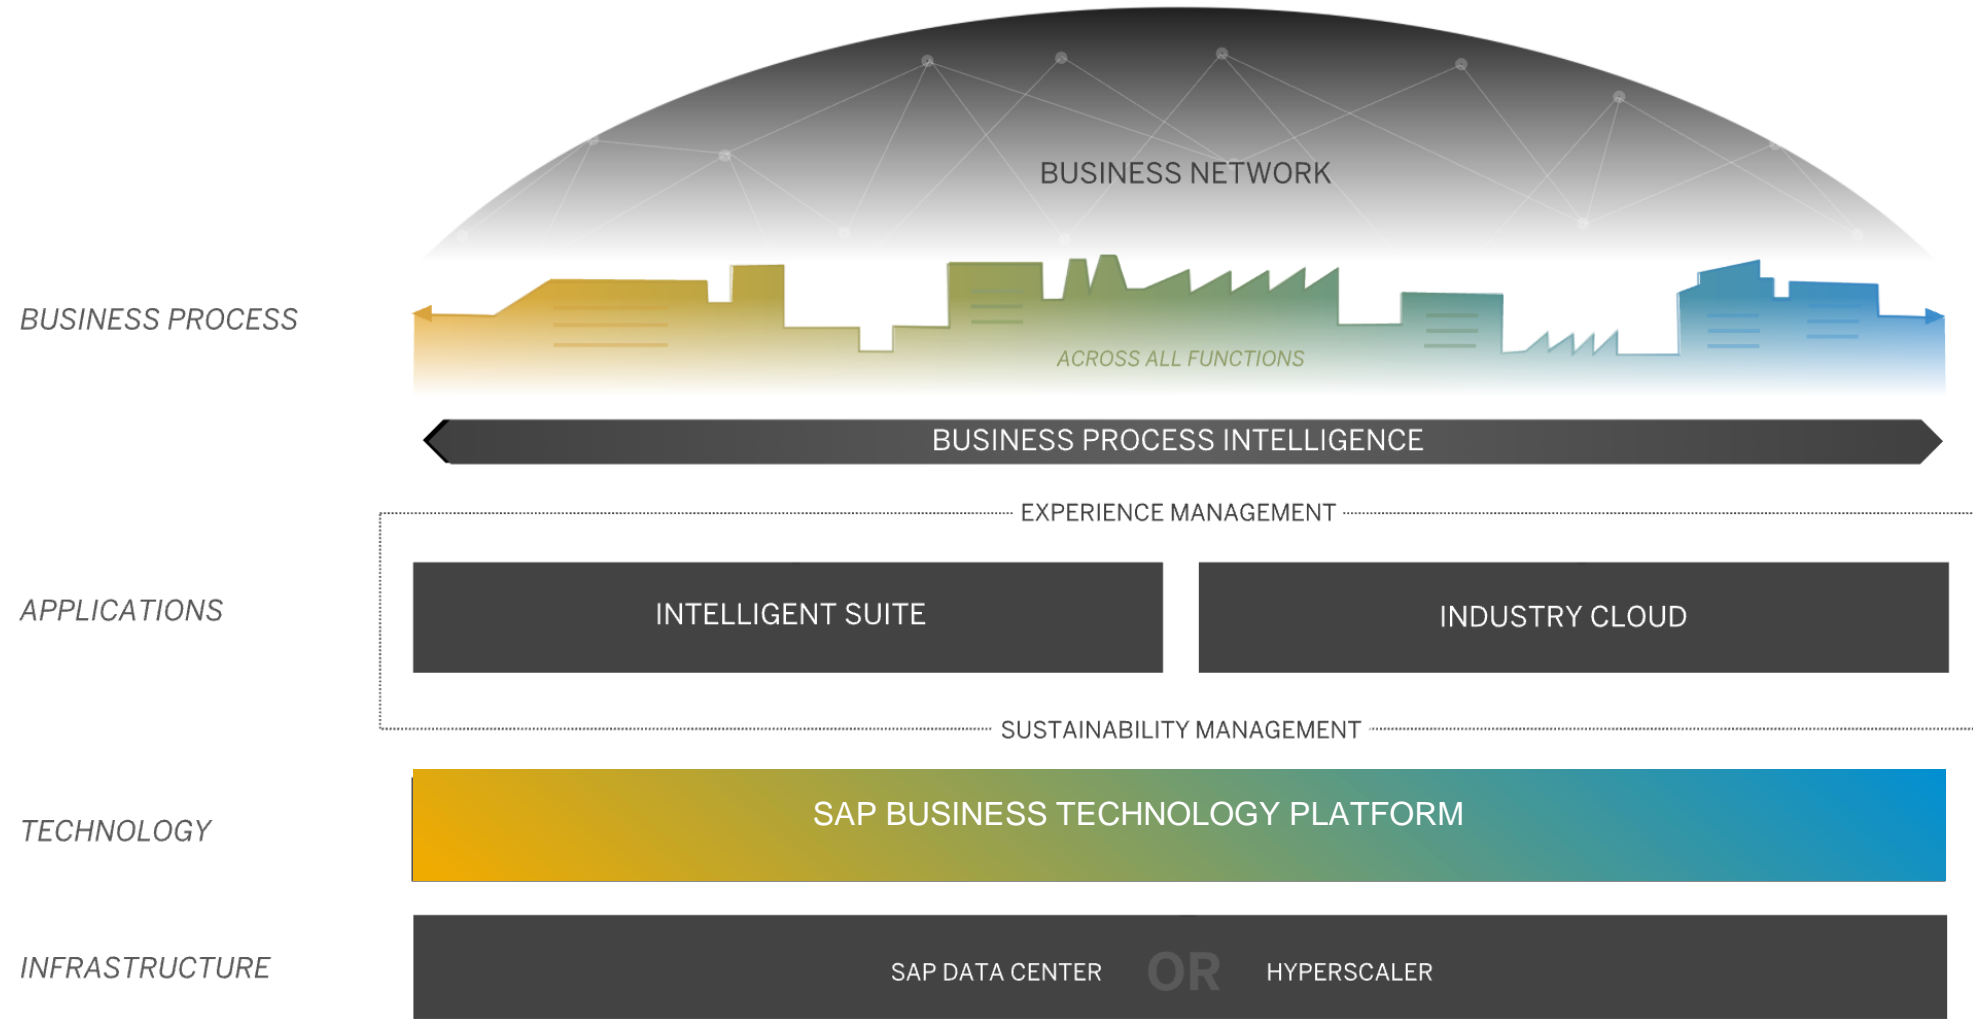 BUSINESS NETWORK
BUSINESS PROCESS
ACROSS ALL FUNCTIONS
BUSINESS PROCESS INTELLIGENCE
EXPERIENCE MANAGEMENT
APPLICATIONS
INTELLIGENT SUITE
INDUSTRY CLOUD
SUSTAINABILITY MANAGEMENT
TECHNOLOGY
SAP BUSINESS TECHNOLOGY PLATFORM
INFRASTRUCTURE
SAP DATA CENTER OR HYPERSCALER